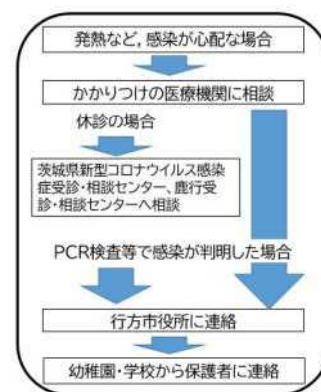 発熱など,感染が心配な場合
かかりつけの医療機関に相談
休診の場合
茨城県新型コロナウイルス感染
症受診・相談センター、鹿行受
診・相談センターへ相談
PCR検査等で感染が判明した場合
行方市役所に連絡
幼稚園・学校から保護者に連絡